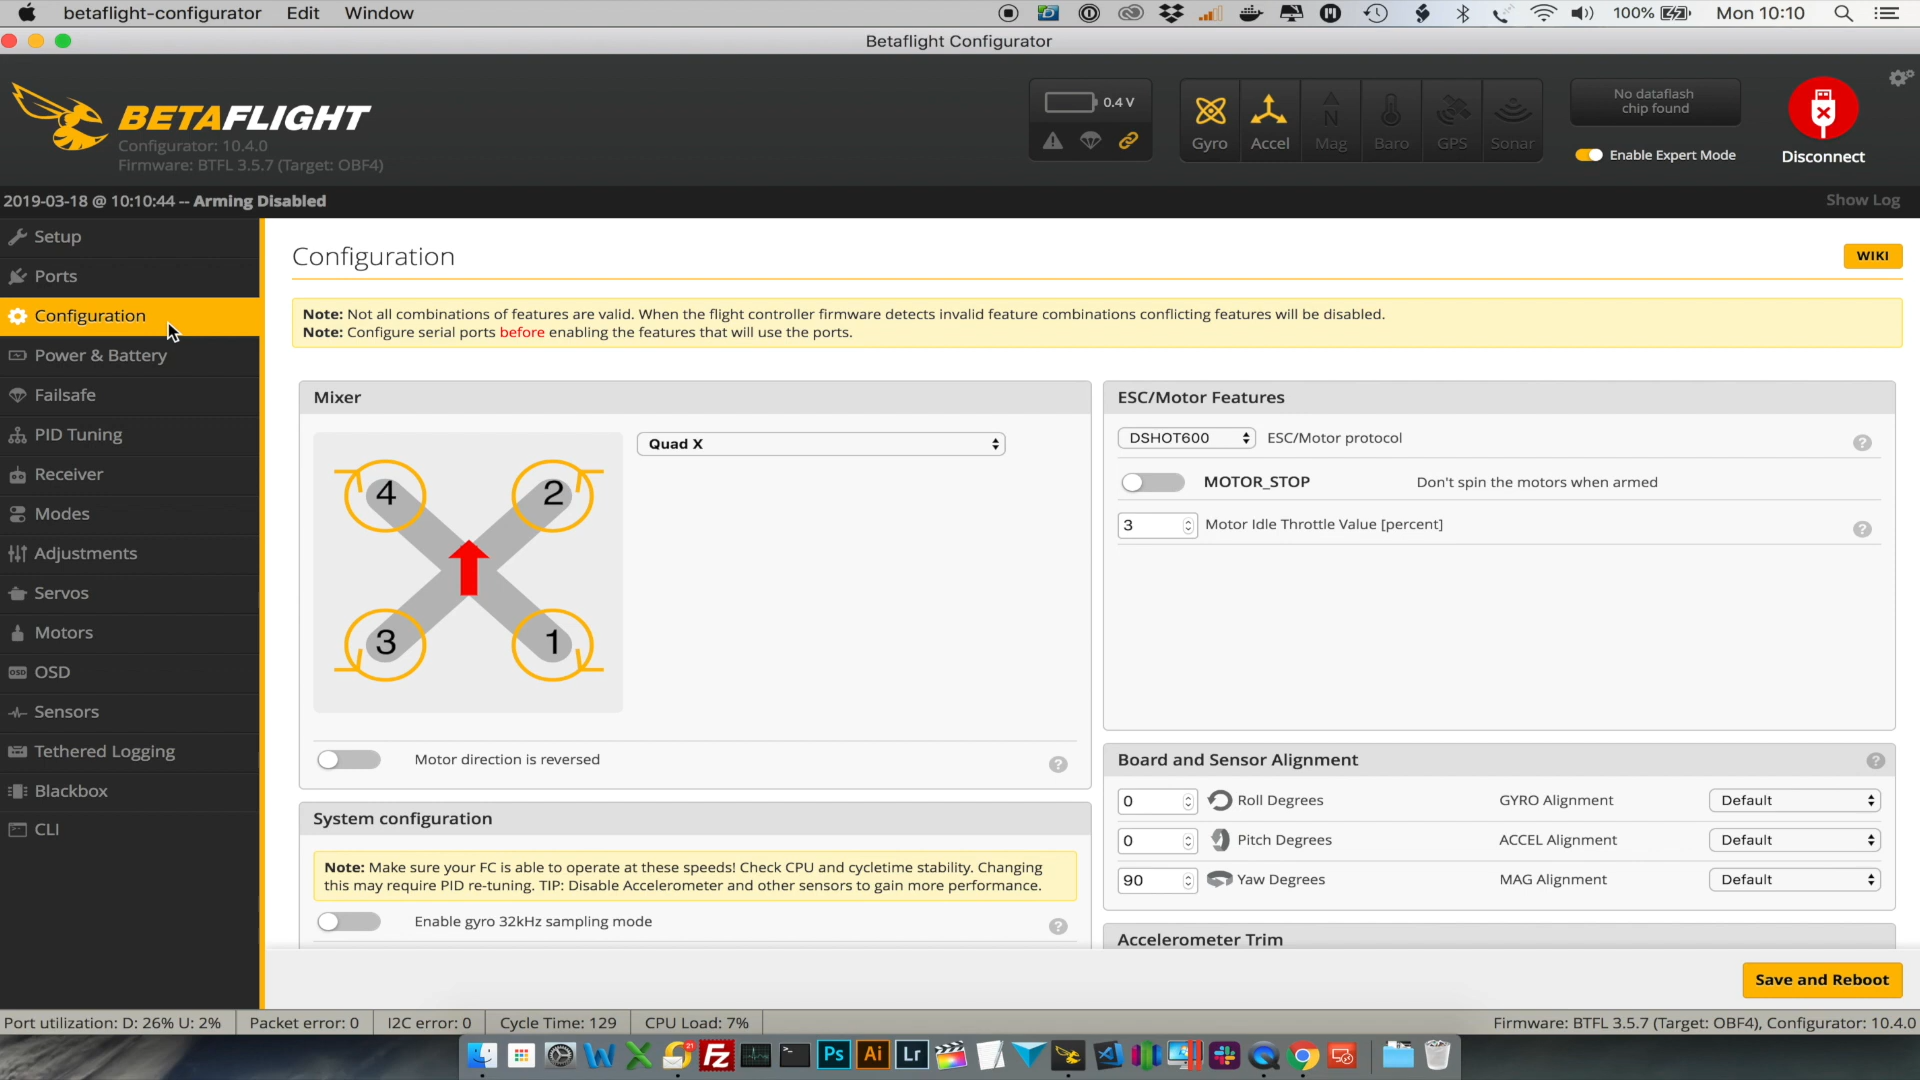 betaflight-configurator Edit Window 100% Mon 10:10
Betaflight Configurator
BETAFLIGHT
Configurator: 10.4.0
Firmware: BTFL 3.5.7 (Target: OBF4)
0.4 V
Gyro Accel Mag Baro GPS Sonar
No dataflash
chip found
Enable Expert Mode
Disconnect
2019-03-18 @ 10:10:44 -- Arming Disabled
Show Log
Setup
Ports
Configuration
Power & Battery
Failsafe
PID Tuning
Receiver
Modes
Adjustments
Servos
Motors
OSD
Sensors
Tethered Logging
Blackbox
CLI
Configuration
WIKI
Note: Not all combinations of features are valid. When the flight controller firmware detects invalid feature combinations conflicting features will be disabled.
Note: Configure serial ports before enabling the features that will use the ports.
Mixer
Quad X
4 2
3 1
Motor direction is reversed
System configuration
Note: Make sure your FC is able to operate at these speeds! Check CPU and cycletime stability. Changing
this may require PID re-tuning. TIP: Disable Accelerometer and other sensors to gain more performance.
Enable gyro 32kHz sampling mode
ESC/Motor Features
DSHOT600 ESC/Motor protocol
MOTOR_STOP Don't spin the motors when armed
3 Motor Idle Throttle Value [percent]
Board and Sensor Alignment
0 Roll Degrees GYRO Alignment Default
0 Pitch Degrees ACCEL Alignment Default
90 Yaw Degrees MAG Alignment Default
Accelerometer Trim
Save and Reboot
Port utilization: D: 26% U: 2% Packet error: 0 I2C error: 0 Cycle Time: 129 CPU Load: 7% Firmware: BTFL 3.5.7 (Target: OBF4), Configurator: 10.4.0
21 Ps Ai Lr